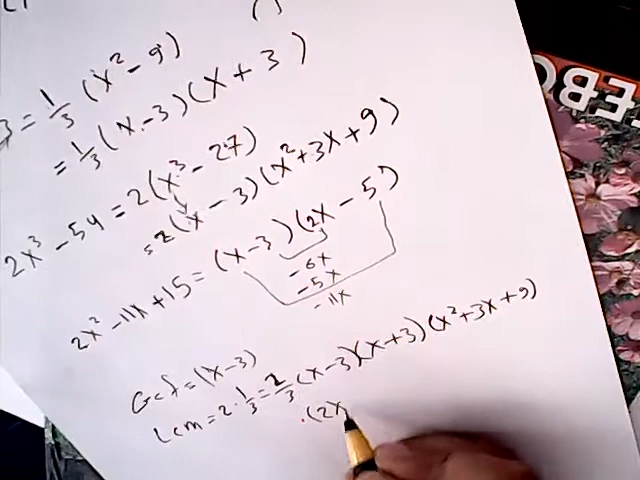 3 = 1/3 (x² - 9)
= 1/3 (x - 3)(x + 3)
2x³ - 54 = 2(x³ - 27)
= 2(x - 3)(x² + 3x + 9)
2x² - 11x + 15 = (x - 3)(2x - 5)
- 6x
- 5x
- 11x
Gcf = (x - 3)
Lcm = 2 · 1/3 = 2/3 (x - 3)(x + 3)(x² + 3x + 9)
· (2x